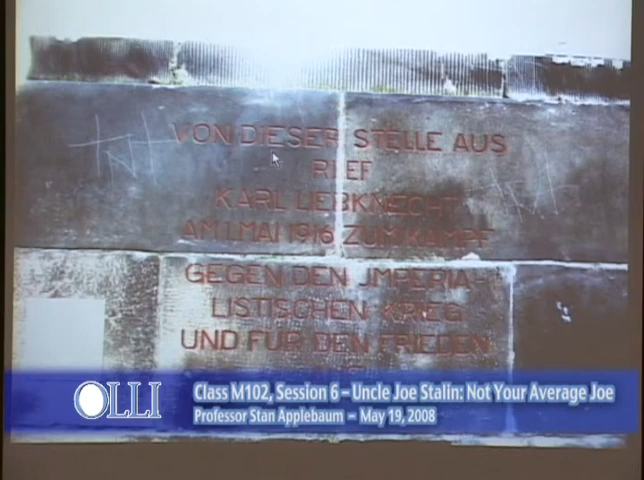 VON DIESER STELLE AUS
RIEF
KARL LIEBKNECHT
AM 1. MAI 1916 ZUM KAMPF
GEGEN DEN JMPERIA-
LISTISCHEN KRIEG
UND FÜR DEN FRIEDEN
OLLI
Class M102, Session 6 – Uncle Joe Stalin: Not Your Average Joe
Professor Stan Applebaum – May 19, 2008